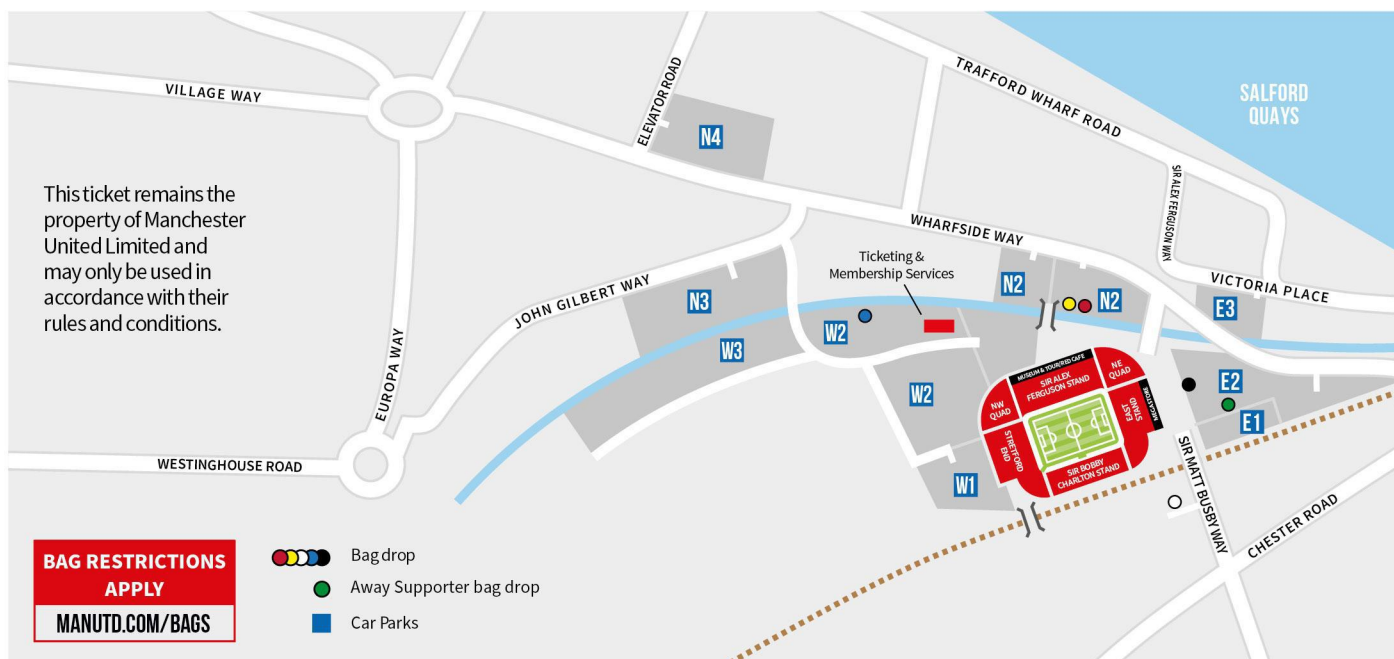 VILLAGE WAY
ELEVATOR ROAD
N4
TRAFFORD WHARF ROAD
SALFORD
QUAYS
This ticket remains the
property of Manchester
United Limited and
may only be used in
accordance with their
rules and conditions.
SIR ALEX FERGUSON WAY
WHARFSIDE WAY
Ticketing &
Membership Services
VICTORIA PLACE
JOHN GILBERT WAY
N3
N2
N2
E3
W3
W2
EUROPA WAY
W2
MUSEUM & TOUR/RED CAFE
SIR ALEX
FERGUSON STAND
NE
QUAD
NW
QUAD
EAST
STAND
MEGASTORE
E2
E1
STRETFORD
END
SIR BOBBY
CHARLTON STAND
W1
WESTINGHOUSE ROAD
SIR MATT BUSBY WAY
CHESTER ROAD
BAG RESTRICTIONS
APPLY
MANUTD.COM/BAGS
Bag drop
Away Supporter bag drop
Car Parks